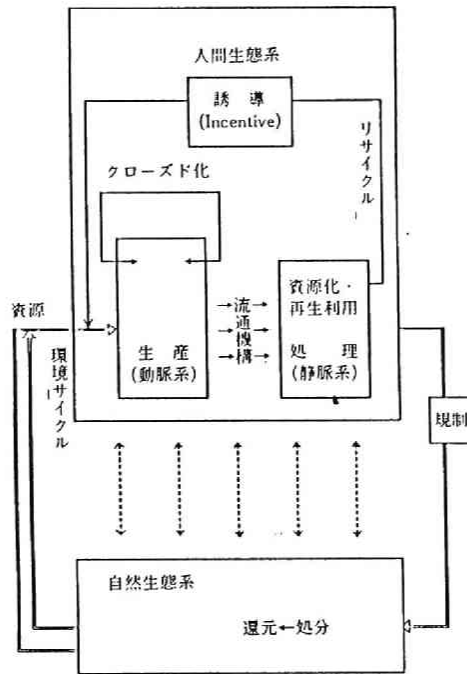 人間生態系
誘導
(Incentive)
リサイクル
クローズド化
資源
環境サイクル
生産
(動脈系)
→流→
→通→
機
→構→
資源化・
再生利用
処理
(静脈系)
規制
自然生態系
還元←処分